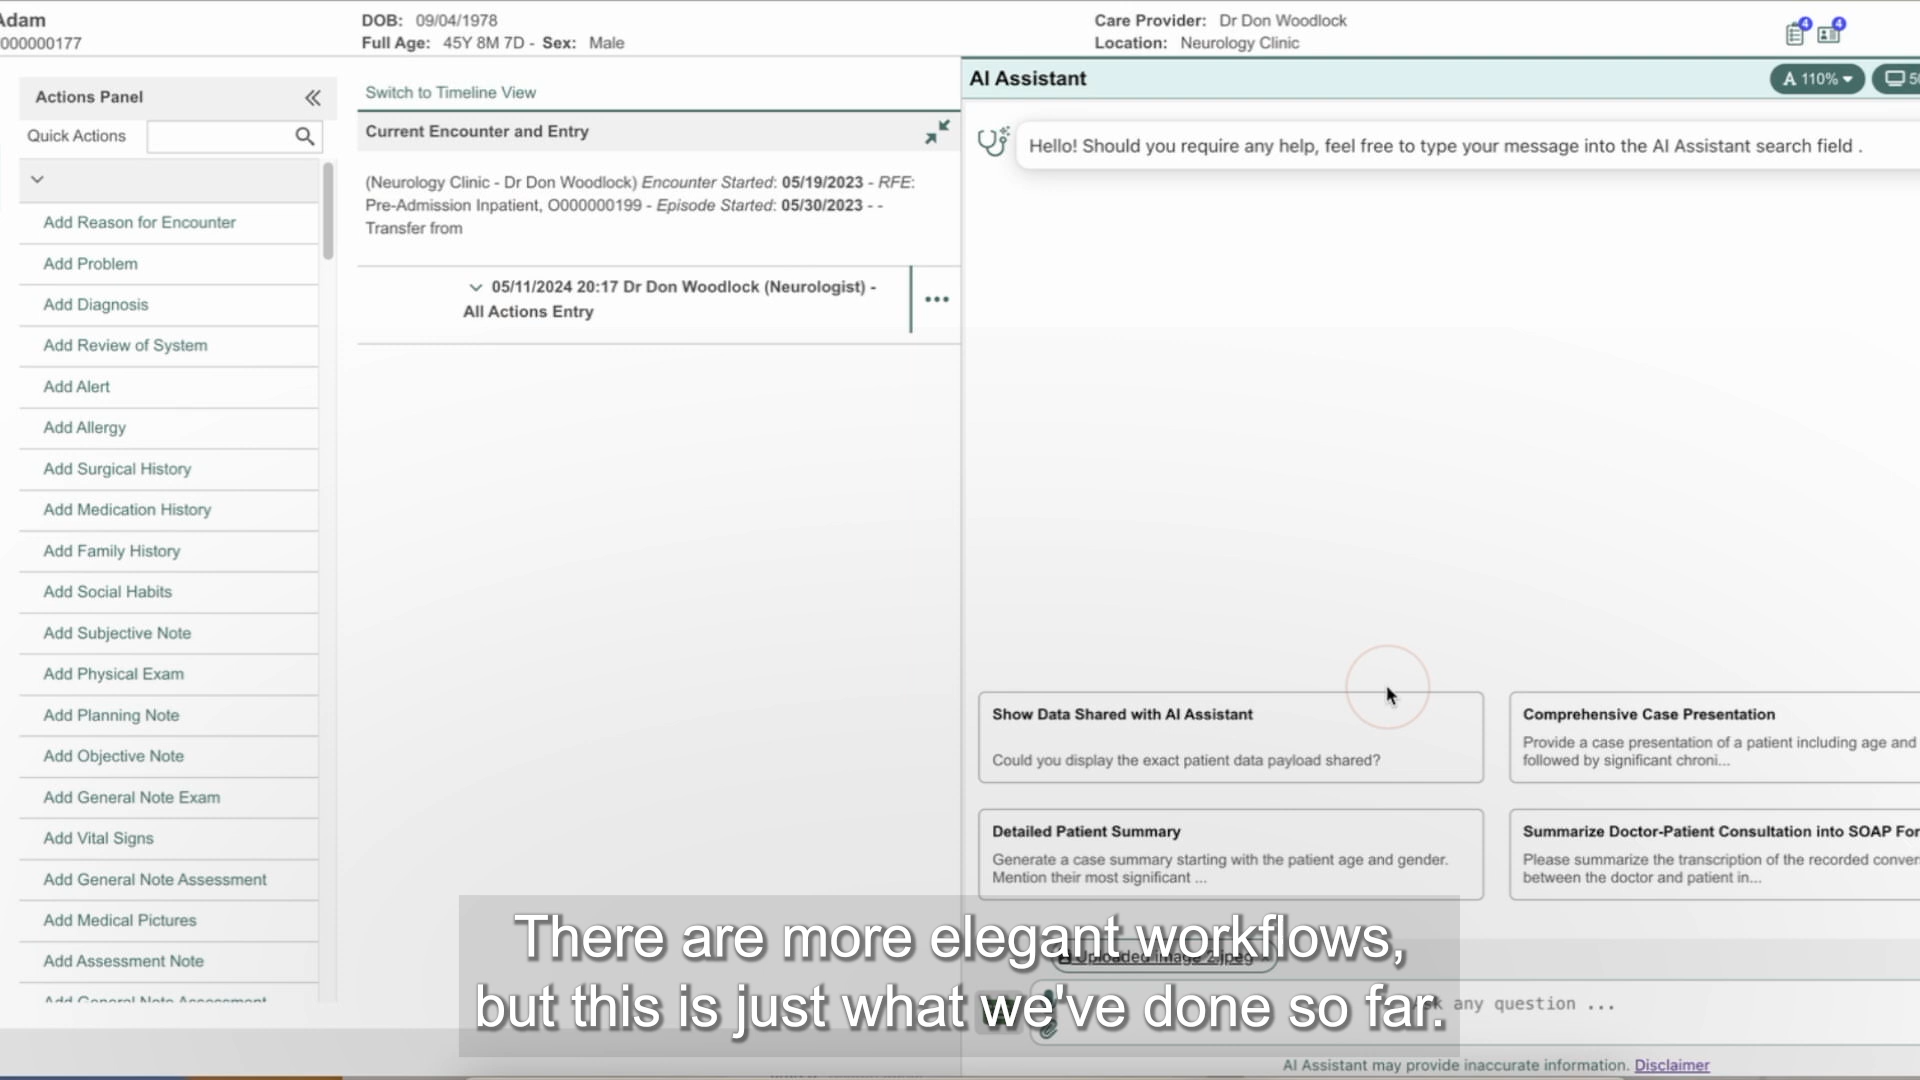 Adam
000000177
DOB: 09/04/1978
Full Age: 45Y 8M 7D - Sex: Male
Care Provider: Dr Don Woodlock
Location: Neurology Clinic
4
4
Actions Panel
Quick Actions
Add Reason for Encounter
Add Problem
Add Diagnosis
Add Review of System
Add Alert
Add Allergy
Add Surgical History
Add Medication History
Add Family History
Add Social Habits
Add Subjective Note
Add Physical Exam
Add Planning Note
Add Objective Note
Add General Note Exam
Add Vital Signs
Add General Note Assessment
Add Medical Pictures
Add Assessment Note
Add General Note Assessment
Switch to Timeline View
Current Encounter and Entry
(Neurology Clinic - Dr Don Woodlock) Encounter Started: 05/19/2023 - RFE:
Pre-Admission Inpatient, O000000199 - Episode Started: 05/30/2023 - -
Transfer from
05/11/2024 20:17 Dr Don Woodlock (Neurologist) -
All Actions Entry
AI Assistant
A 110%
50
Hello! Should you require any help, feel free to type your message into the AI Assistant search field .
Show Data Shared with AI Assistant
Could you display the exact patient data payload shared?
Comprehensive Case Presentation
Provide a case presentation of a patient including age and
followed by significant chroni...
Detailed Patient Summary
Generate a case summary starting with the patient age and gender.
Mention their most significant ...
Summarize Doctor-Patient Consultation into SOAP For
Please summarize the transcription of the recorded conver
between the doctor and patient in...
Uploaded image 2.jpeg
any question ...
There are more elegant workflows,
but this is just what we've done so far.
AI Assistant may provide inaccurate information. Disclaimer